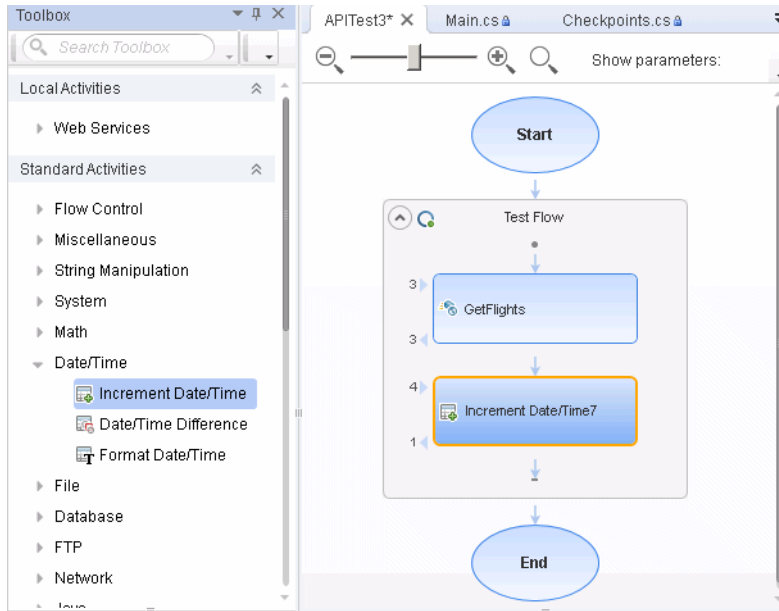 Toolbox
Search Toolbox
Local Activities
Web Services
Standard Activities
Flow Control
Miscellaneous
String Manipulation
System
Math
Date/Time
Increment Date/Time
Date/Time Difference
Format Date/Time
File
Database
FTP
Network
APITest3*
Main.cs
Checkpoints.cs
Show parameters:
Start
Test Flow
3
GetFlights
3
4
Increment Date/Time7
1
End